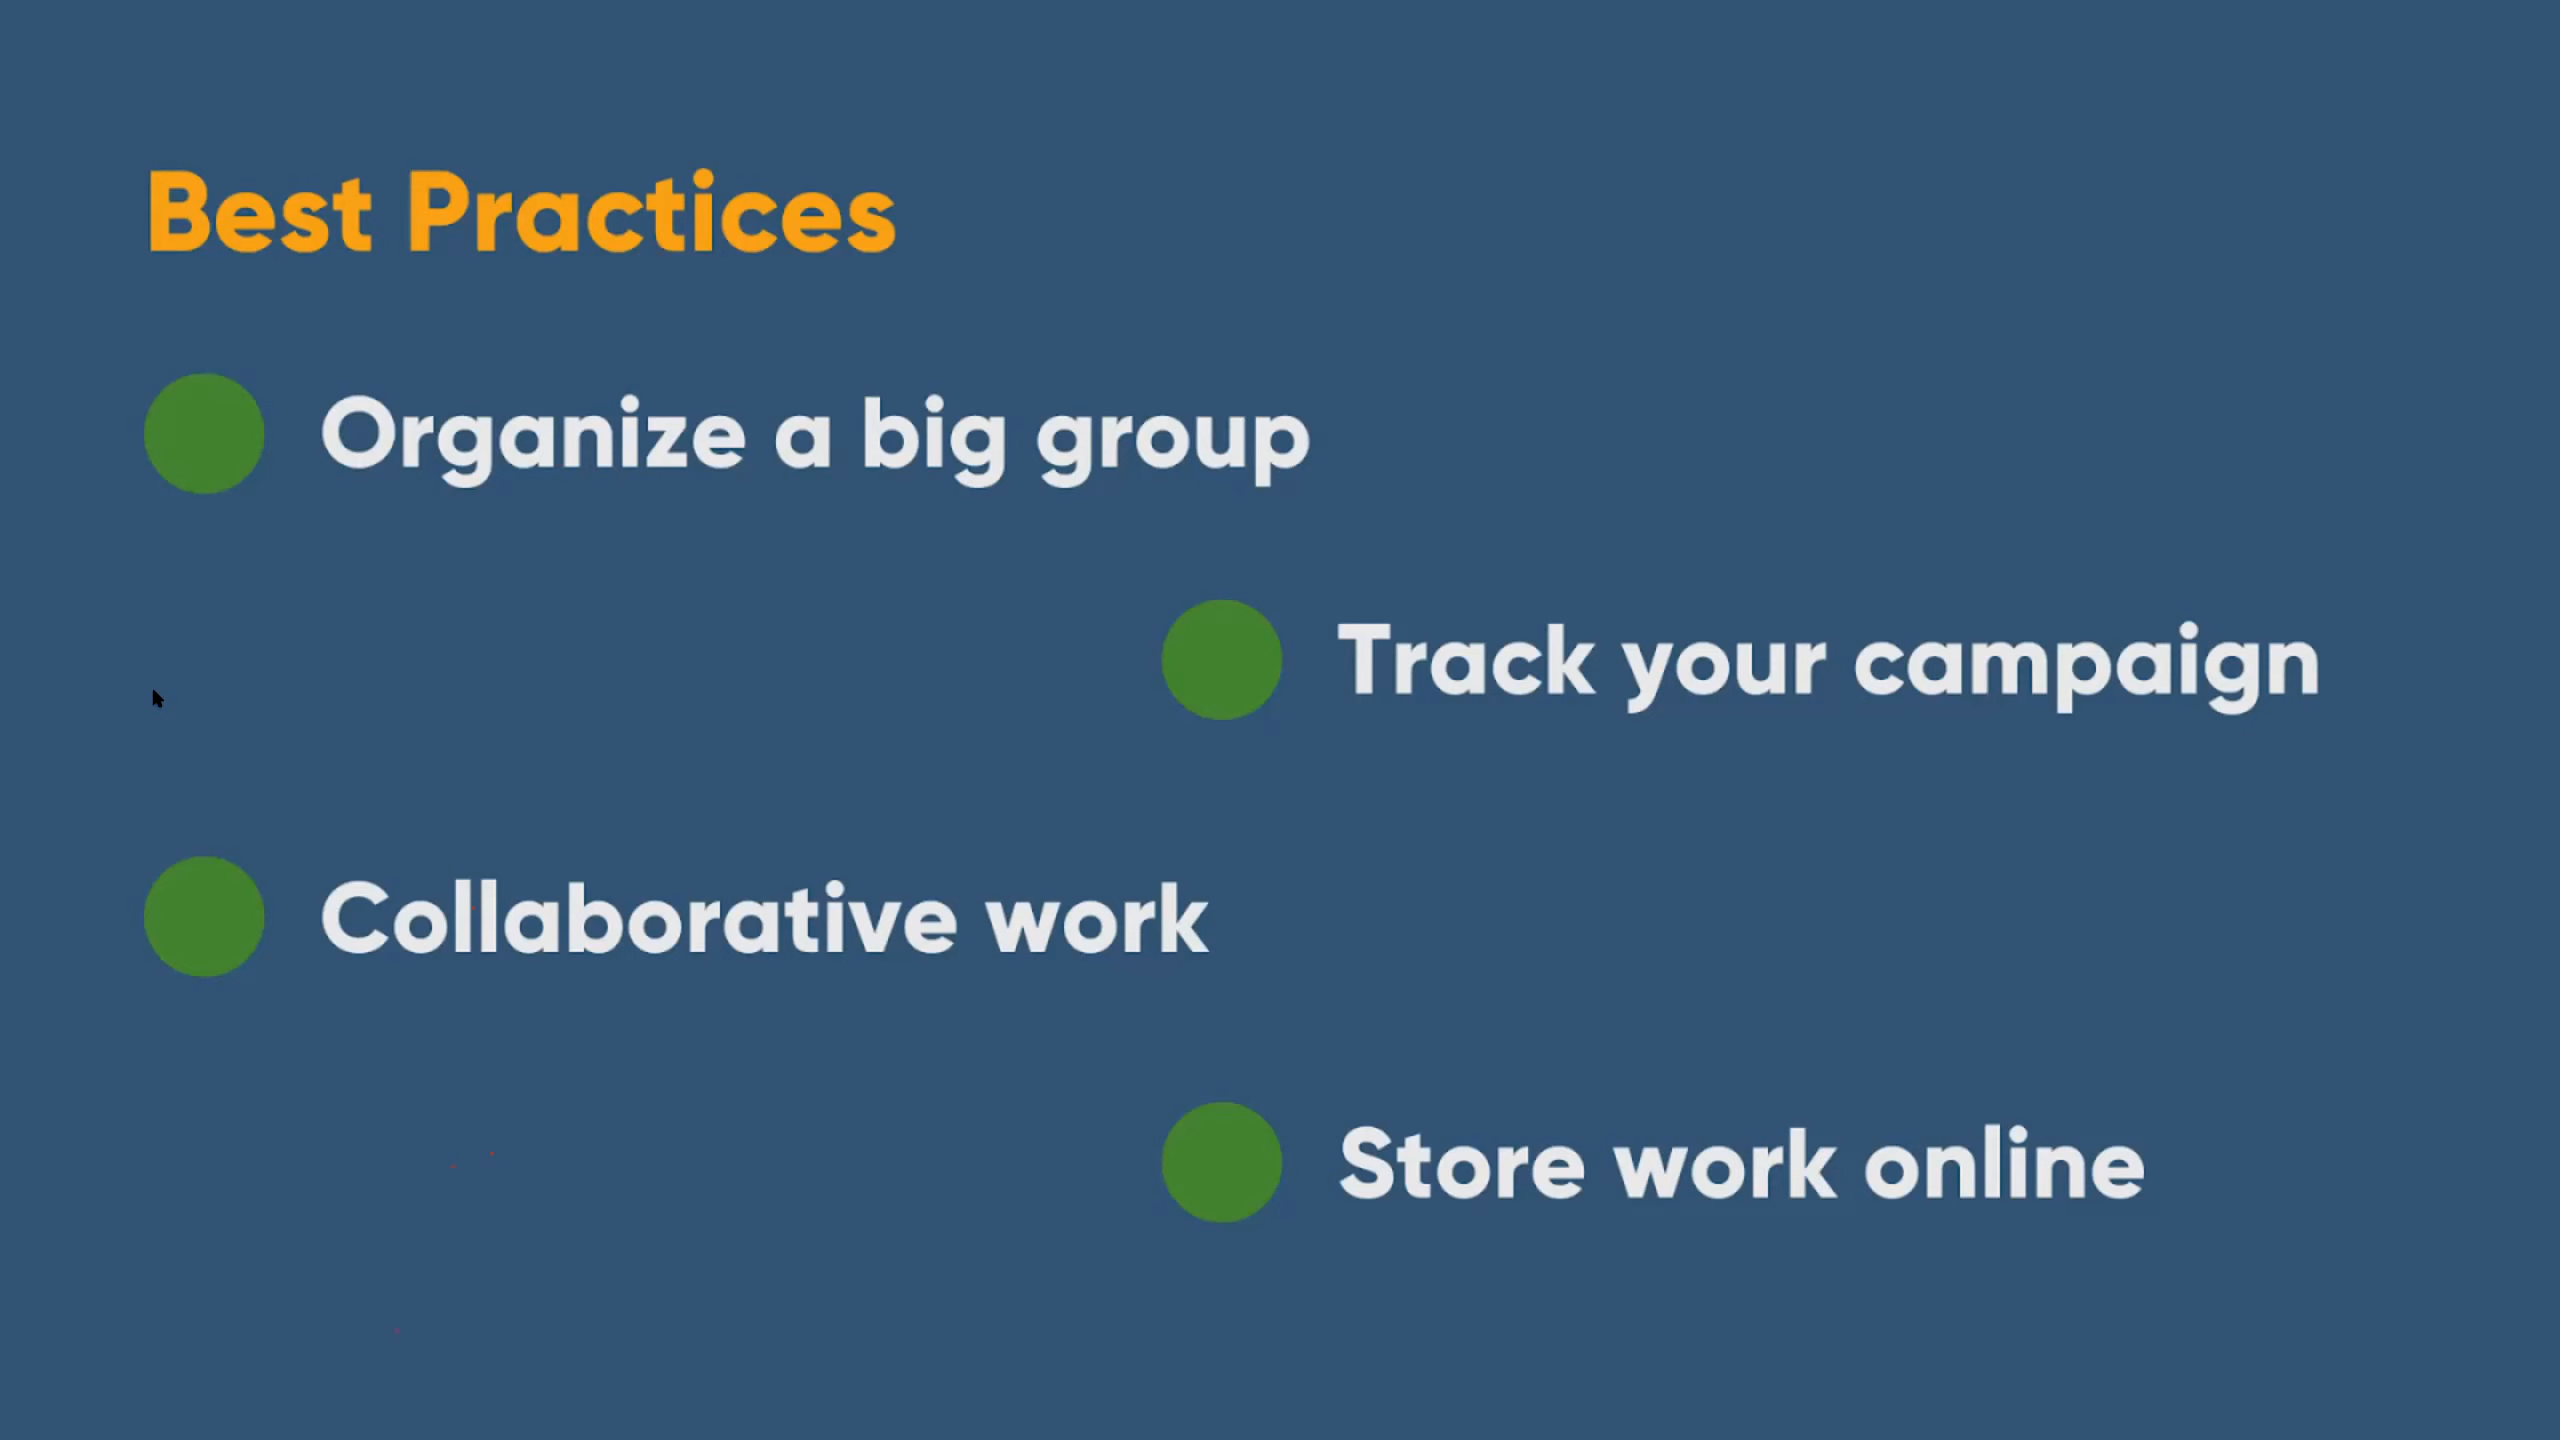 Best Practices
Organize a big group
Track your campaign
Collaborative work
Store work online